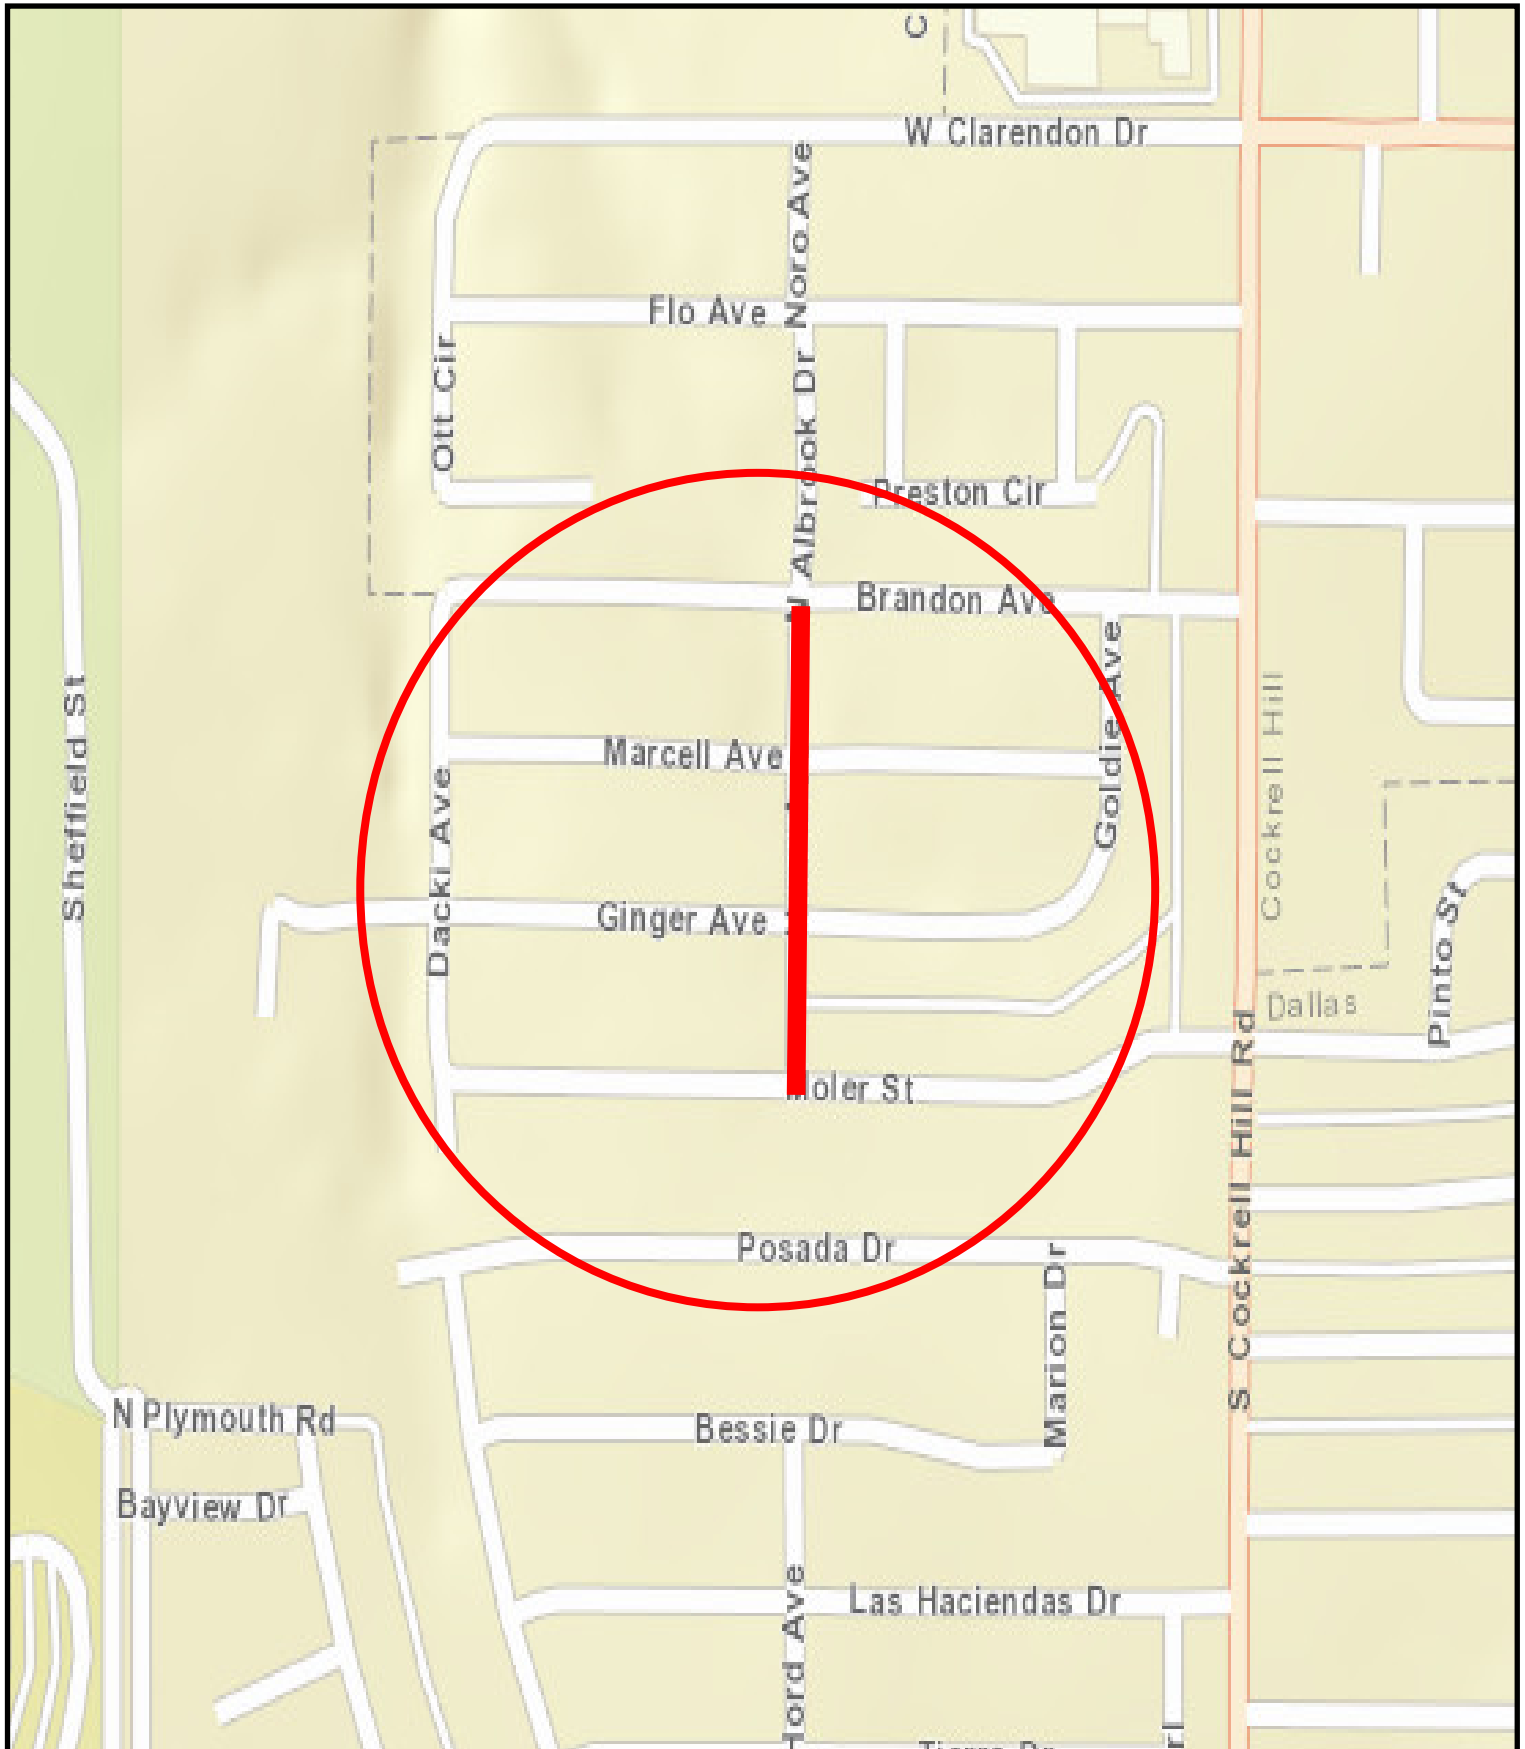 C
W Clarendon Dr
Noro Ave
Flo Ave
Ott Cir
Albrook Dr
Preston Cir
Brandon Ave
Goldie Ave
Marcell Ave
Sheffield St
Cockrell Hill
Dacki Ave
Ginger Ave
Pinto St
Dallas
oler St
S Cockrell Hill Rd
Posada Dr
Marion Dr
N Plymouth Rd
Bessie Dr
Bayview Dr
Las Haciendas Dr
Hord Ave